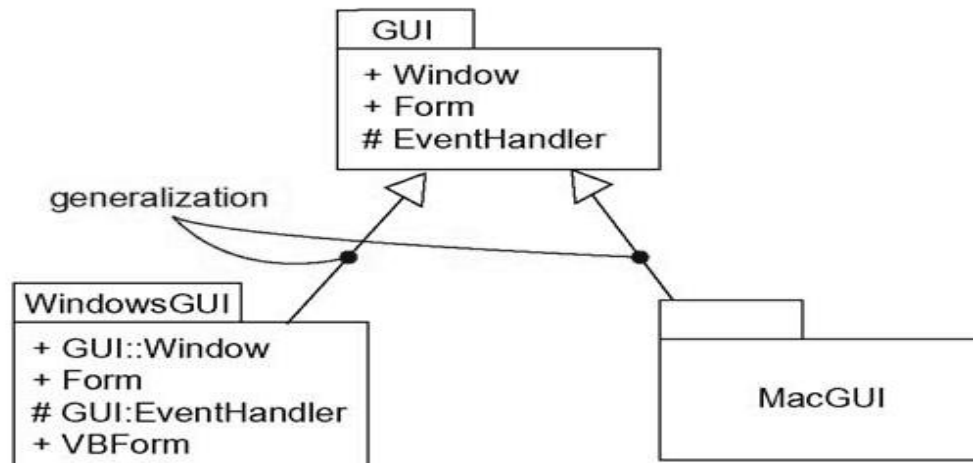 GUI
+ Window
+ Form
# EventHandler
generalization
WindowsGUI
+ GUI::Window
+ Form
# GUI:EventHandler
+ VBForm
MacGUI